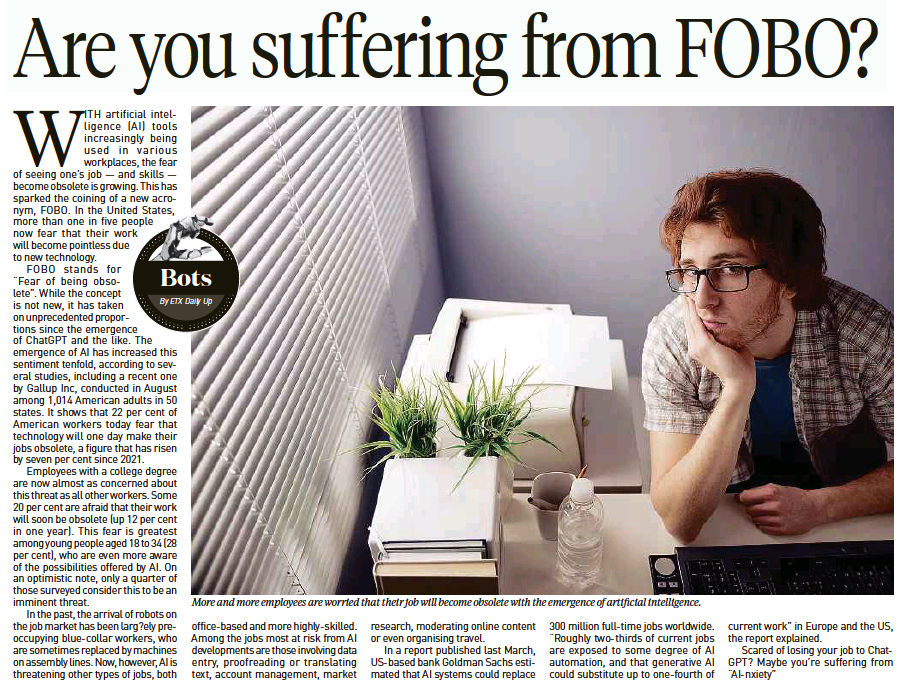 Are you suffering from FOBO?
WITH artificial intel-
ligence (AI) tools
increasingly being
used in various
workplaces, the fear
of seeing one's job — and skills —
become obsolete is growing. This has
sparked the coining of a new acro-
nym, FOBO. In the United States,
more than one in five people
now fear that their work
will become pointless due
to new technology.
FOBO stands for
"Fear of being obso-
lete". While the concept
is not new, it has taken
on unprecedented propor-
tions since the emergence
of ChatGPT and the like. The
emergence of AI has increased this
sentiment tenfold, according to sev-
eral studies, including a recent one
by Gallup Inc, conducted in August
among 1,014 American adults in 50
states. It shows that 22 per cent of
American workers today fear that
technology will one day make their
jobs obsolete, a figure that has risen
by seven per cent since 2021.
Employees with a college degree
are now almost as concerned about
this threat as all other workers. Some
20 per cent are afraid that their work
will soon be obsolete (up 12 per cent
in one year). This fear is greatest
among young people aged 18 to 34 (28
per cent), who are even more aware
of the possibilities offered by AI. On
an optimistic note, only a quarter of
those surveyed consider this to be an
imminent threat.
In the past, the arrival of robots on
the job market has been larg?ely pre-
occupying blue-collar workers, who
are sometimes replaced by machines
on assembly lines. Now, however, AI is
threatening other types of jobs, both
Bots
By ETX Daily Up
More and more employees are worried that their job will become obsolete with the emergence of artificial intelligence.
office-based and more highly-skilled.
Among the jobs most at risk from AI
developments are those involving data
entry, proofreading or translating
text, account management, market
research, moderating online content
or even organising travel.
In a report published last March,
US-based bank Goldman Sachs esti-
mated that AI systems could replace
300 million full-time jobs worldwide.
"Roughly two-thirds of current jobs
are exposed to some degree of AI
automation, and that generative AI
could substitute up to one-fourth of
current work" in Europe and the US,
the report explained.
Scared of losing your job to Chat-
GPT? Maybe you're suffering from
"AI-nxiety"